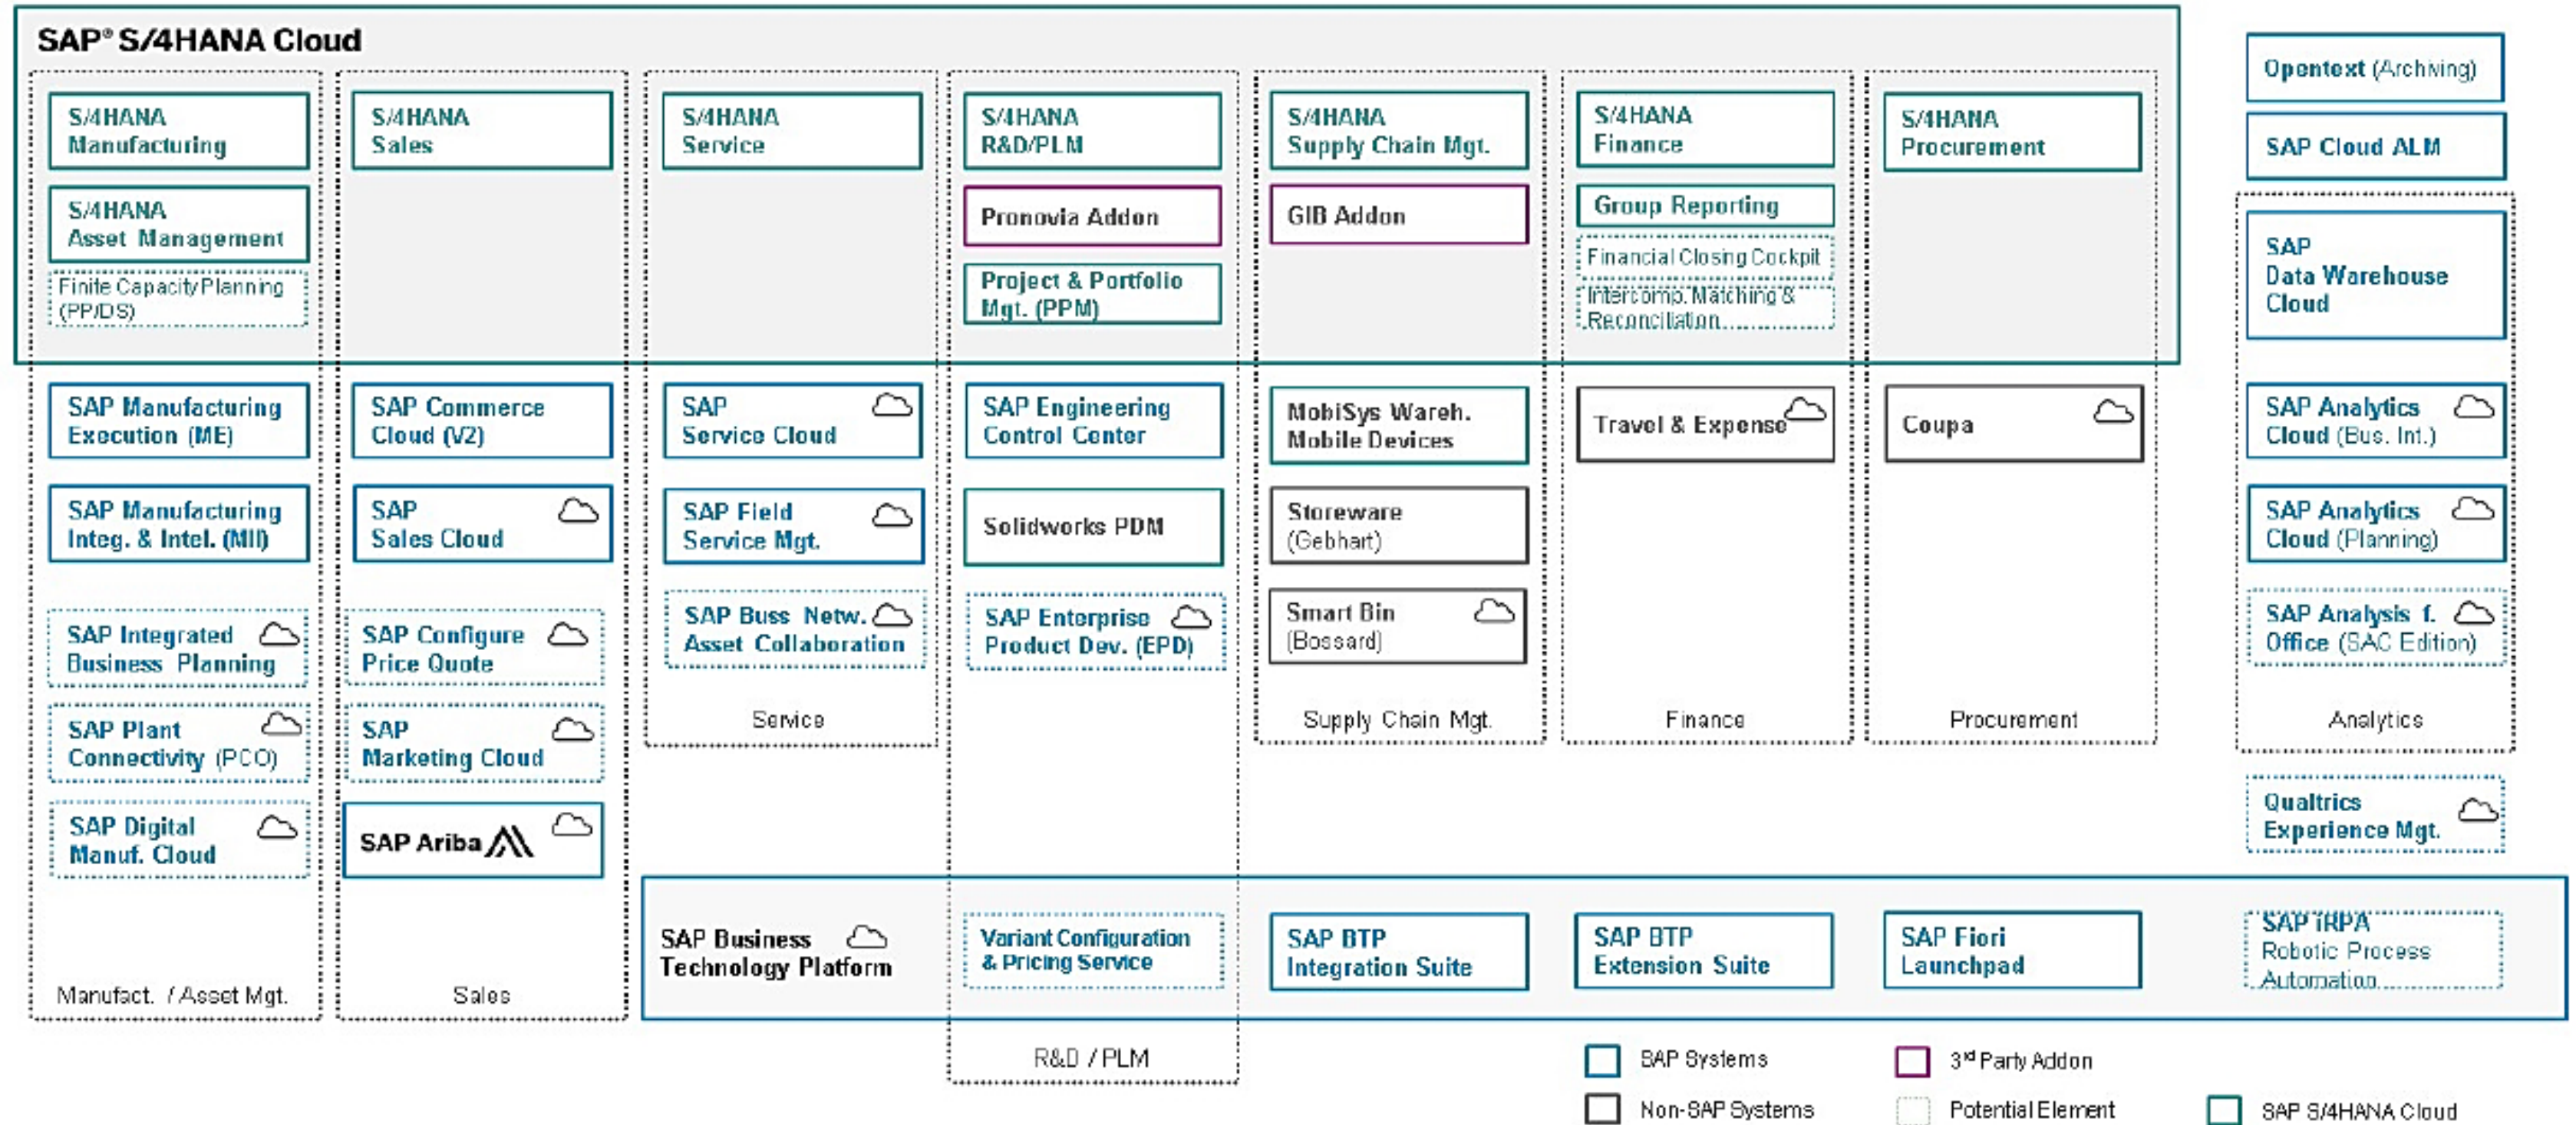 SAP® S/4HANA Cloud
S/4HANA
Manufacturing
S/4HANA
Asset Management
Finite Capacity Planning
(PP/DS)
SAP Manufacturing
Execution (ME)
SAP Manufacturing
Integ. & Intel. (MII)
SAP Integrated
Business Planning
SAP Plant
Connectivity (PCO)
SAP Digital
Manuf. Cloud
Manufact. / Asset Mgt.
S/4HANA
Sales
SAP Commerce
Cloud (V2)
SAP
Sales Cloud
SAP Configure
Price Quote
SAP
Marketing Cloud
SAP Ariba
Sales
S/4HANA
Service
SAP
Service Cloud
SAP Field
Service Mgt.
SAP Buss Netw.
Asset Collaboration
Service
S/4HANA
R&D/PLM
Pronovia Addon
Project & Portfolio
Mgt. (PPM)
SAP Engineering
Control Center
Solidworks PDM
SAP Enterprise
Product Dev. (EPD)
S/4HANA
Supply Chain Mgt.
GIB Addon
MobiSys Wareh.
Mobile Devices
Storeware
(Gebhart)
Smart Bin
(Bossard)
Supply Chain Mgt.
S/4HANA
Finance
Group Reporting
Financial Closing Cockpit
Intercomp. Matching &
Reconciliation
Travel & Expense
Finance
S/4HANA
Procurement
Coupa
Procurement
Opentext (Archiving)
SAP Cloud ALM
SAP
Data Warehouse
Cloud
SAP Analytics
Cloud (Bus. Int.)
SAP Analytics
Cloud (Planning)
SAP Analysis f.
Office (SAC Edition)
Analytics
Qualtrics
Experience Mgt.
SAP Business
Technology Platform
Variant Configuration
& Pricing Service
SAP BTP
Integration Suite
SAP BTP
Extension Suite
SAP Fiori
Launchpad
SAP iRPA
Robotic Process
Automation
R&D / PLM
SAP Systems
3rd Party Addon
Non-SAP Systems
Potential Element
SAP S/4HANA Cloud